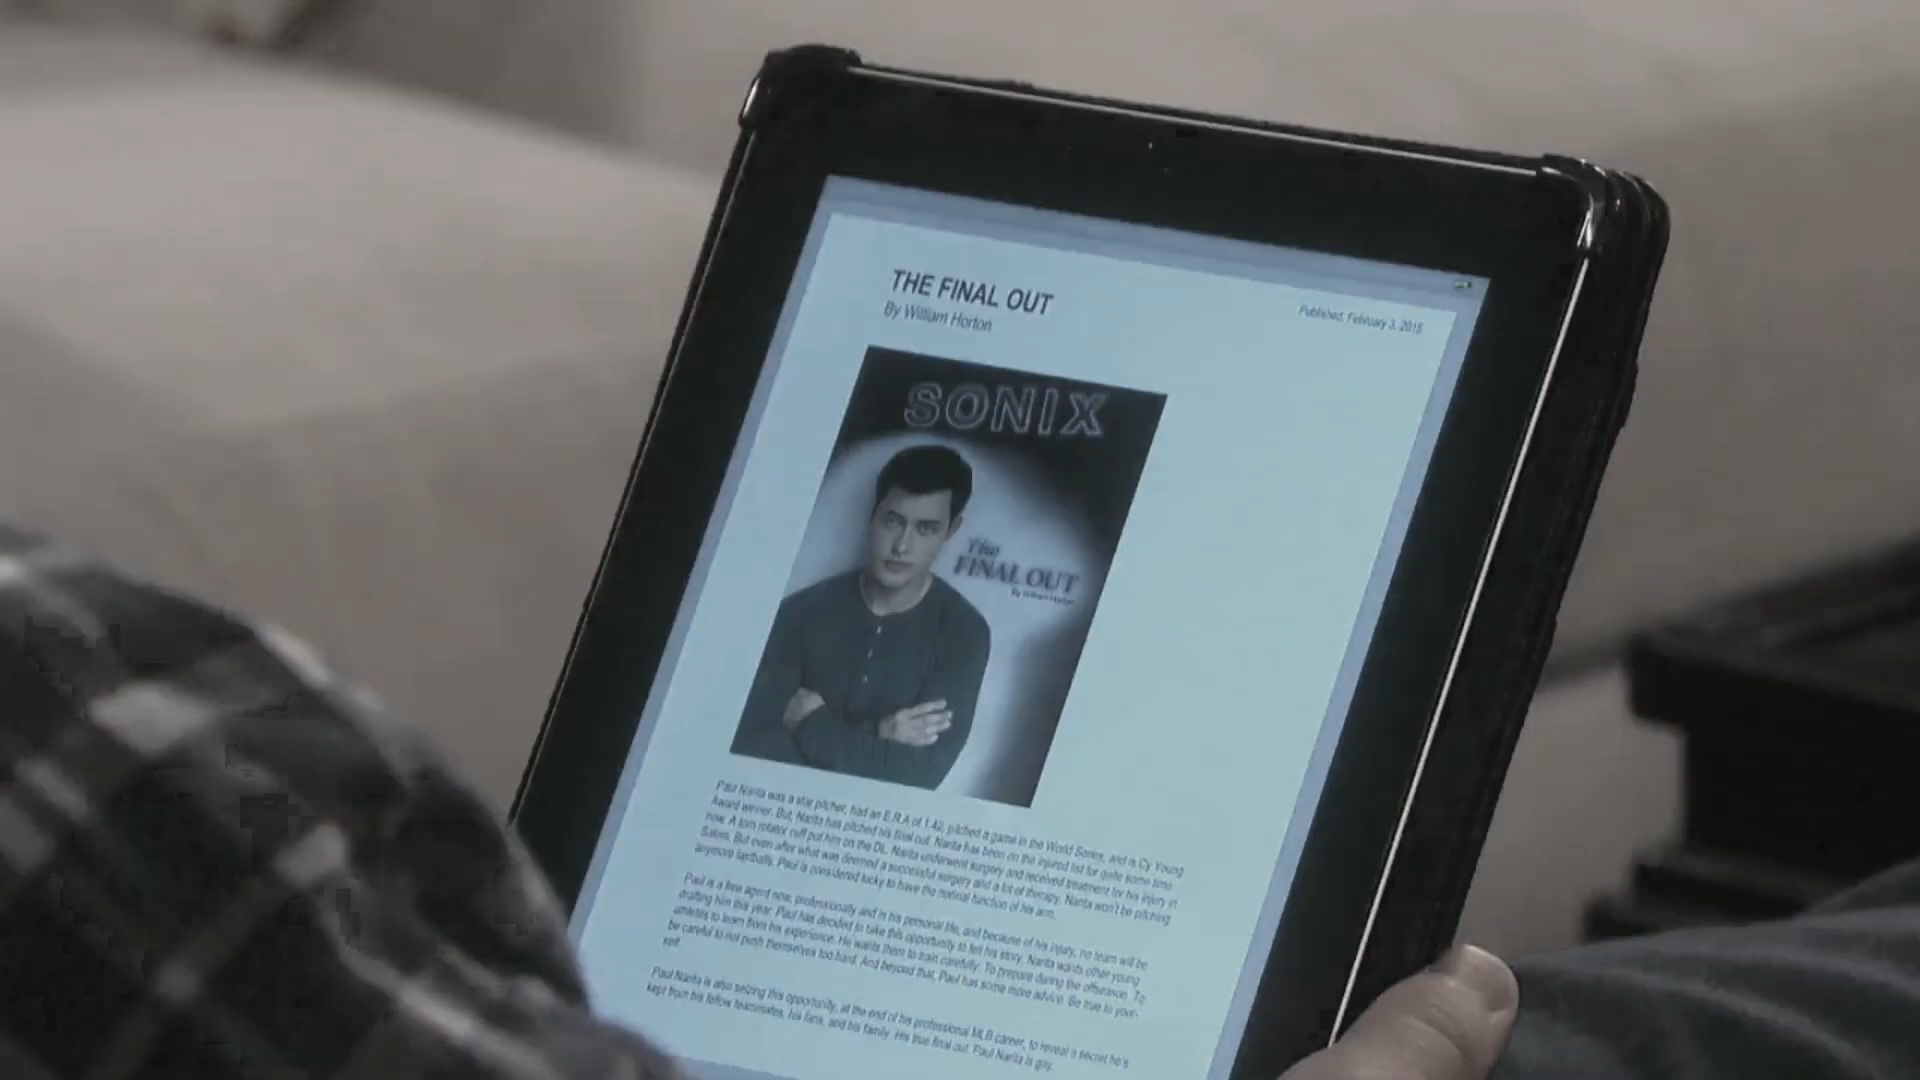 THE FINAL OUT
By William Horton
Published: February 3, 2015
SONIX
The
FINAL OUT
By William Horton
Paul Narita was a star pitcher, had an E.R.A of 1.42, pitched a game in the World Series, and is Cy Young
Award winner. But, Narita has pitched his final out. Narita has been on the injured list for quite some time
now. A torn rotator cuff put him on the DL. Narita underwent surgery and received treatment for his injury in
Salem. But even after what was deemed a successful surgery and a lot of therapy, Narita won't be pitching
anymore fastballs. Paul is considered lucky to have the normal function of his arm.
Paul is a free agent now, professionally and in his personal life, and because of his injury, no team will be
drafting him this year. Paul has decided to take this opportunity to tell his story. Narita wants other young
athletes to learn from his experience. He wants them to train carefully. To prepare during the offseason. To
be careful to not push themselves too hard. And beyond that, Paul has some more advice. Be true to your-
self.
Paul Narita is also seizing this opportunity, at the end of his professional MLB career, to reveal a secret he's
kept from his fellow teammates, his fans, and his family. His true final out. Paul Narita is gay.